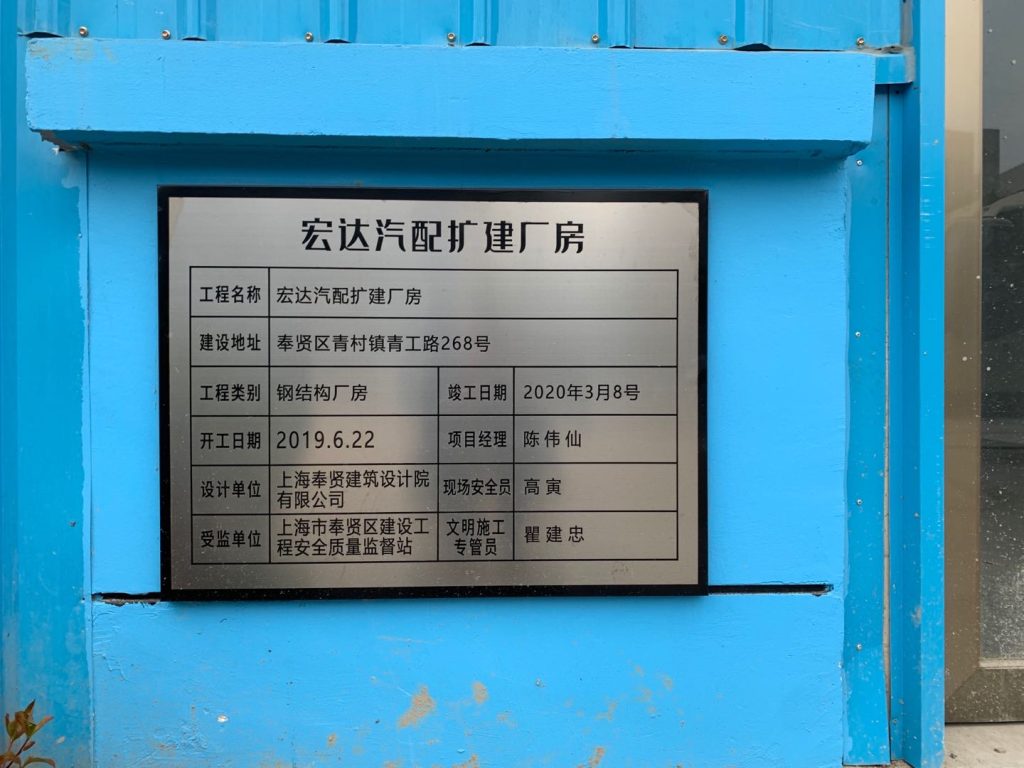 宏达汽配扩建厂房
工程名称 宏达汽配扩建厂房
建设地址 奉贤区青村镇青工路268号
工程类别 钢结构厂房 竣工日期 2020年3月8号
开工日期 2019.6.22 项目经理 陈伟仙
设计单位 上海奉贤建筑设计院
有限公司 现场安全员 高寅
受监单位 上海市奉贤区建设工
程安全质量监督站 文明施工
专管员 瞿建忠